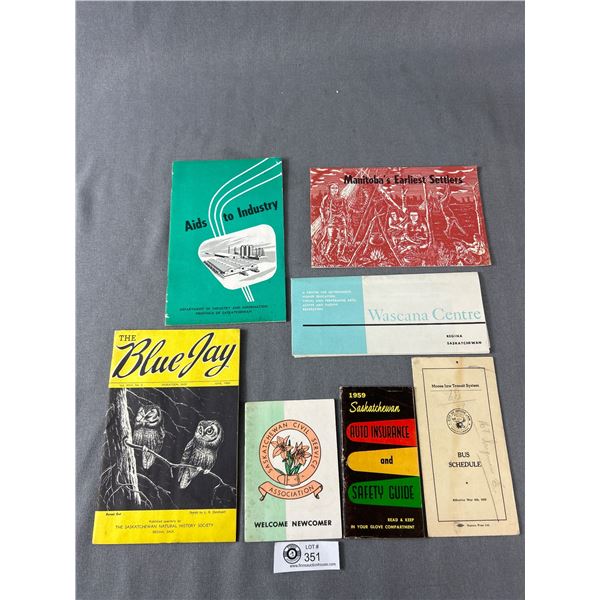 Aids to Industry
DEPARTMENT OF INDUSTRY AND INFORMATION
PROVINCE OF SASKATCHEWAN
Manitoba's Earliest Settlers
HIGHER EDUCATION
RECREATION
Wascana Centre
REGINA
SASKATCHEWAN
THE
Blue Jay
Published quarterly by
THE SASKATCHEWAN NATURAL HISTORY SOCIETY
REGINA, SASK.
SASKATCHEWAN CIVIL SERVICE
ASSOCIATION
WELCOME NEWCOMER
1959
Saskatchewan
AUTO INSURANCE
and
SAFETY GUIDE
READ & KEEP
IN YOUR GLOVE COMPARTMENT
Moose Jaw Transit System
BUS
SCHEDULE
LOT #
351